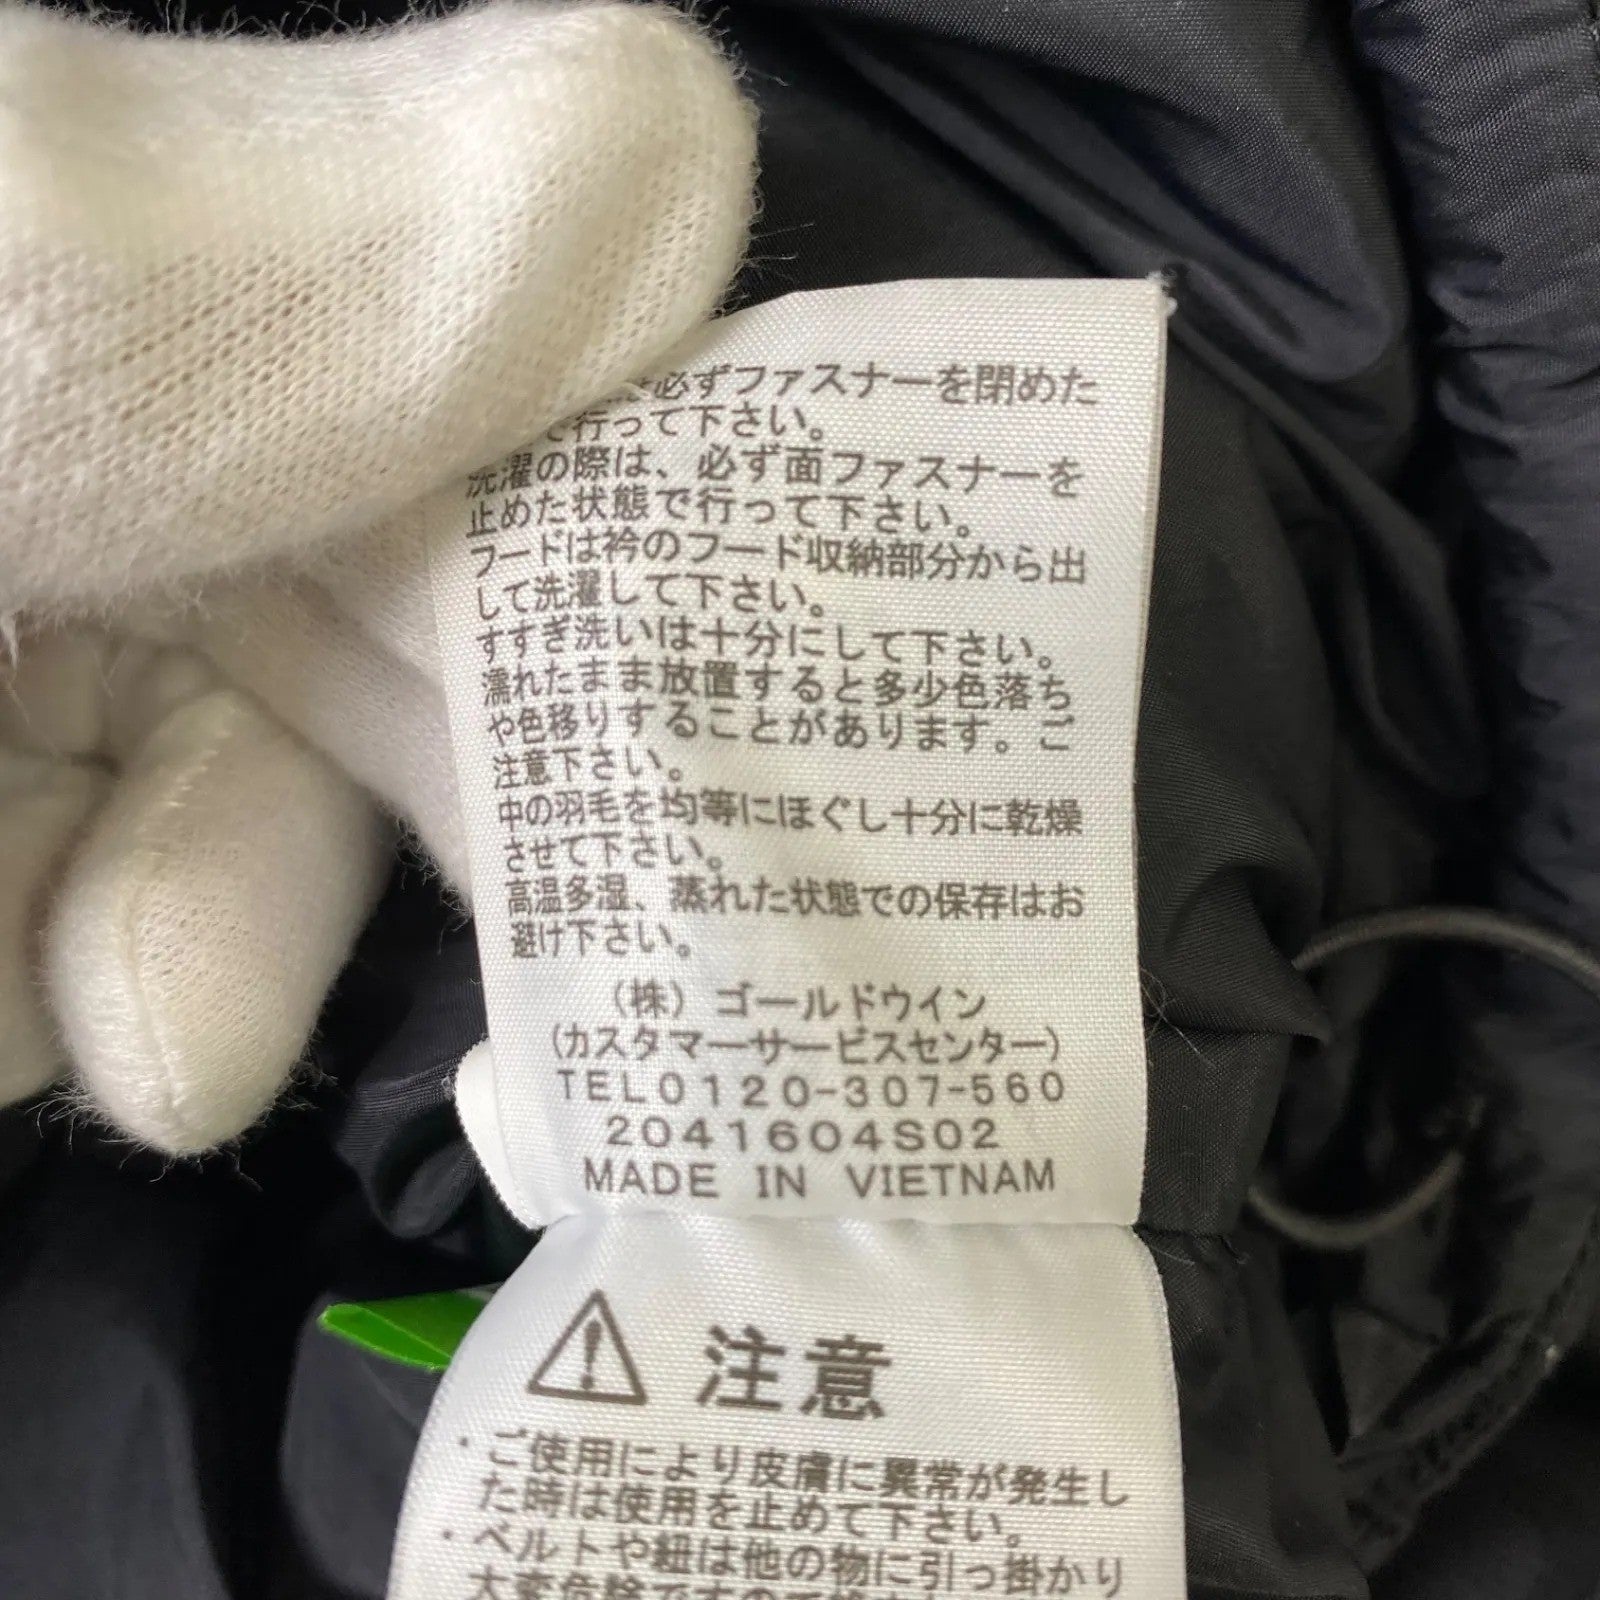 必ずファスナーを閉めた
で行って下さい。
洗濯の際は、必ず面ファスナーを
止めた状態で行って下さい。
フードは衿のフード収納部分から出
して洗濯して下さい。
すすぎ洗いは十分にして下さい。
濡れたまま放置すると多少色落ち
や色移りすることがあります。ご
注意下さい。
中の羽毛を均等にほぐし十分に乾燥
させて下さい。
高温多湿、蒸れた状態での保存はお
避け下さい。
(株)ゴールドウイン
(カスタマーサービスセンター)
TEL0120-307-560
2041604S02
MADE IN VIETNAM
注意
・ご使用により皮膚に異常が発生し
た時は使用を止めて下さい。
・ベルトや紐は他の物に引っ掛かり
大変危険ですので